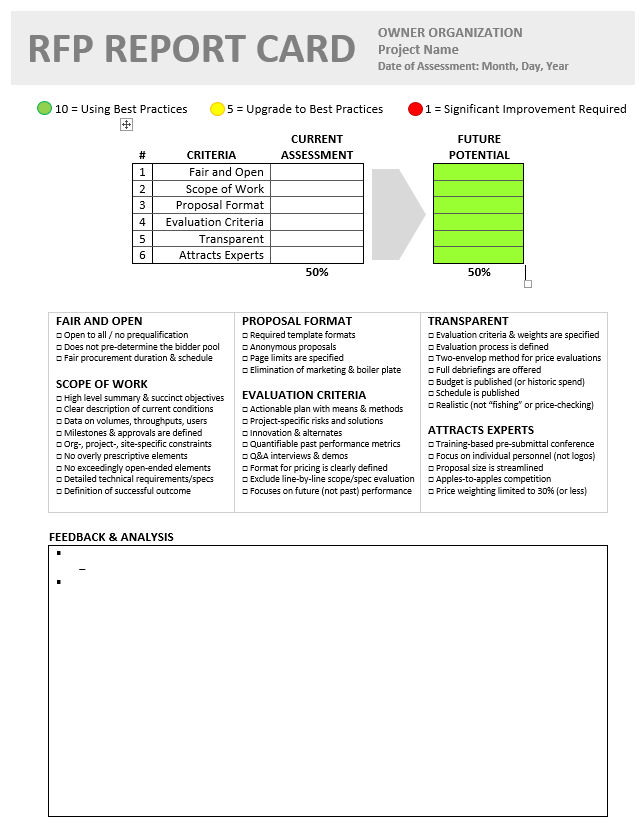 RFP REPORT CARD
OWNER ORGANIZATION
Project Name
Date of Assessment: Month, Day, Year
10 = Using Best Practices
5 = Upgrade to Best Practices
1 = Significant Improvement Required
# CRITERIA CURRENT ASSESSMENT FUTURE POTENTIAL
1 Fair and Open
2 Scope of Work
3 Proposal Format
4 Evaluation Criteria
5 Transparent
6 Attracts Experts
50% 50%
FAIR AND OPEN
□ Open to all / no prequalification
□ Does not pre-determine the bidder pool
□ Fair procurement duration & schedule
SCOPE OF WORK
□ High level summary & succinct objectives
□ Clear description of current conditions
□ Data on volumes, throughputs, users
□ Milestones & approvals are defined
□ Org-, project-, site-specific constraints
□ No overly prescriptive elements
□ No exceedingly open-ended elements
□ Detailed technical requirements/specs
□ Definition of successful outcome
PROPOSAL FORMAT
□ Required template formats
□ Anonymous proposals
□ Page limits are specified
□ Elimination of marketing & boiler plate
EVALUATION CRITERIA
□ Actionable plan with means & methods
□ Project-specific risks and solutions
□ Innovation & alternates
□ Quantifiable past performance metrics
□ Q&A interviews & demos
□ Format for pricing is clearly defined
□ Exclude line-by-line scope/spec evaluation
□ Focuses on future (not past) performance
TRANSPARENT
□ Evaluation criteria & weights are specified
□ Evaluation process is defined
□ Two-envelop method for price evaluations
□ Full debriefings are offered
□ Budget is published (or historic spend)
□ Schedule is published
□ Realistic (not “fishing” or price-checking)
ATTRACTS EXPERTS
□ Training-based pre-submittal conference
□ Focus on individual personnel (not logos)
□ Proposal size is streamlined
□ Apples-to-apples competition
□ Price weighting limited to 30% (or less)
FEEDBACK & ANALYSIS
▪
–
▪